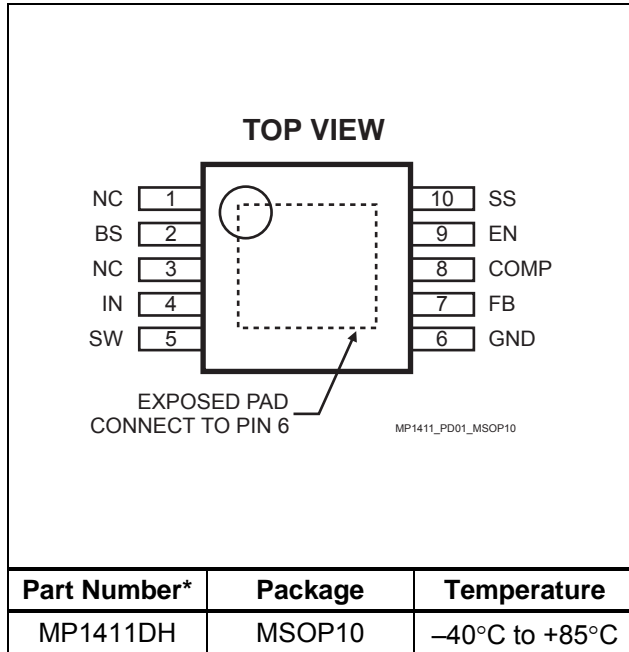 TOP VIEW
NC 1
BS 2
NC 3
IN 4
SW 5
10 SS
9 EN
8 COMP
7 FB
6 GND
EXPOSED PAD
CONNECT TO PIN 6
MP1411_PD01_MSOP10
Part Number* Package Temperature
MP1411DH MSOP10 –40°C to +85°C